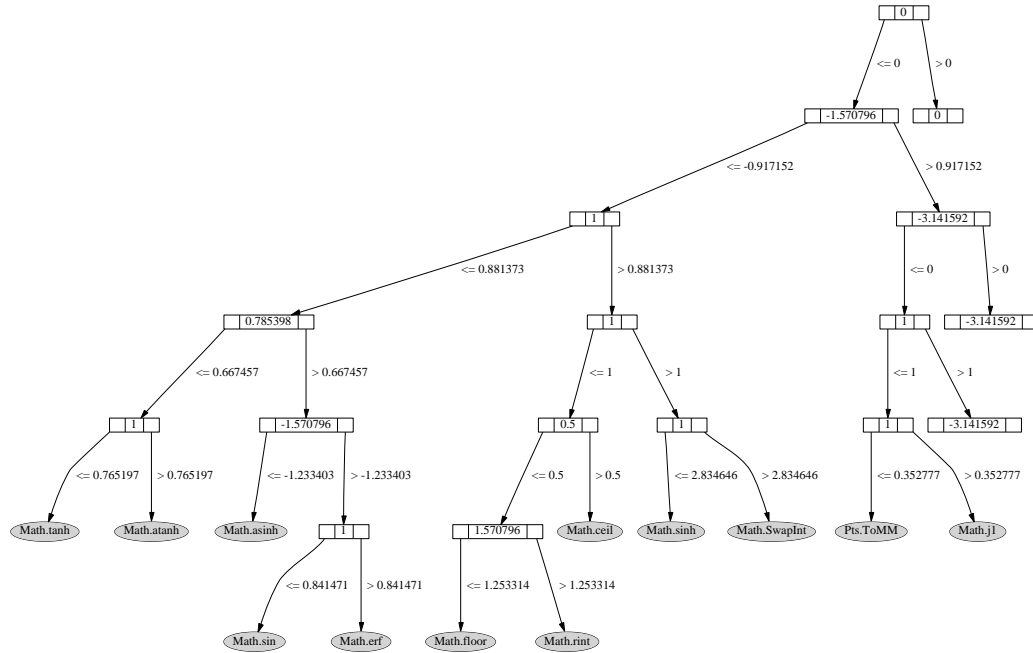 0
<= 0 > 0
-1.570796 0
<= -0.917152 > 0.917152
1 -3.141592
<= 0.881373 > 0.881373 <= 0 > 0
0.785398 1 1 -3.141592
<= 0.667457 > 0.667457 <= 1 > 1 <= 1 > 1
1 -1.570796 0.5 1 1 -3.141592
<= 0.765197 > 0.765197 <= -1.233403 > -1.233403 <= 0.5 > 0.5 <= 2.834646 > 2.834646 <= 0.352777 > 0.352777
Math.tanh Math.atanh Math.asinh 1 1.570796 Math.ceil Math.sinh Math.SwapInt Pts.ToMM Math.j1
<= 0.841471 > 0.841471 <= 1.253314 > 1.253314
Math.sin Math.erf Math.floor Math.rint